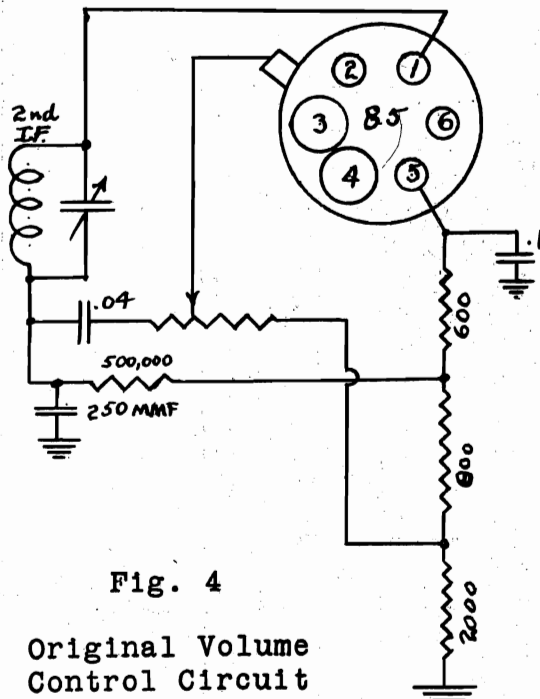 2nd
I.F.
2
1
3
85
6
4
5
.1
.04
600
500,000
250 MMF
800
2000
Fig. 4
Original Volume
Control Circuit